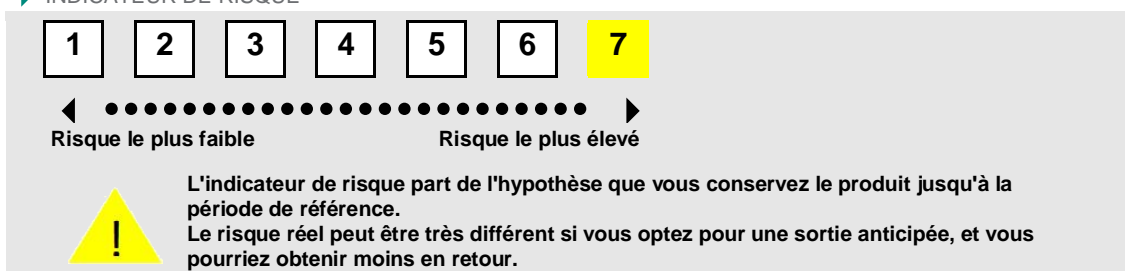 INDICATEUR DE RISQUE
1 2 3 4 5 6 7
Risque le plus faible Risque le plus élevé
L'indicateur de risque part de l'hypothèse que vous conservez le produit jusqu'à la
période de référence.
! Le risque réel peut être très différent si vous optez pour une sortie anticipée, et vous
pourriez obtenir moins en retour.